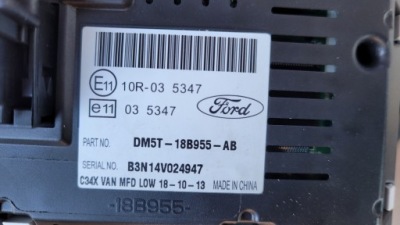 E11 10R-03 5347
e11 03 5347
Ford
PART NO. DM5T-18B955-AB
SERIAL NO. B3N14V024947
C34X VAN MFD LOW 18-10-13 MADE IN CHINA
-18B955-